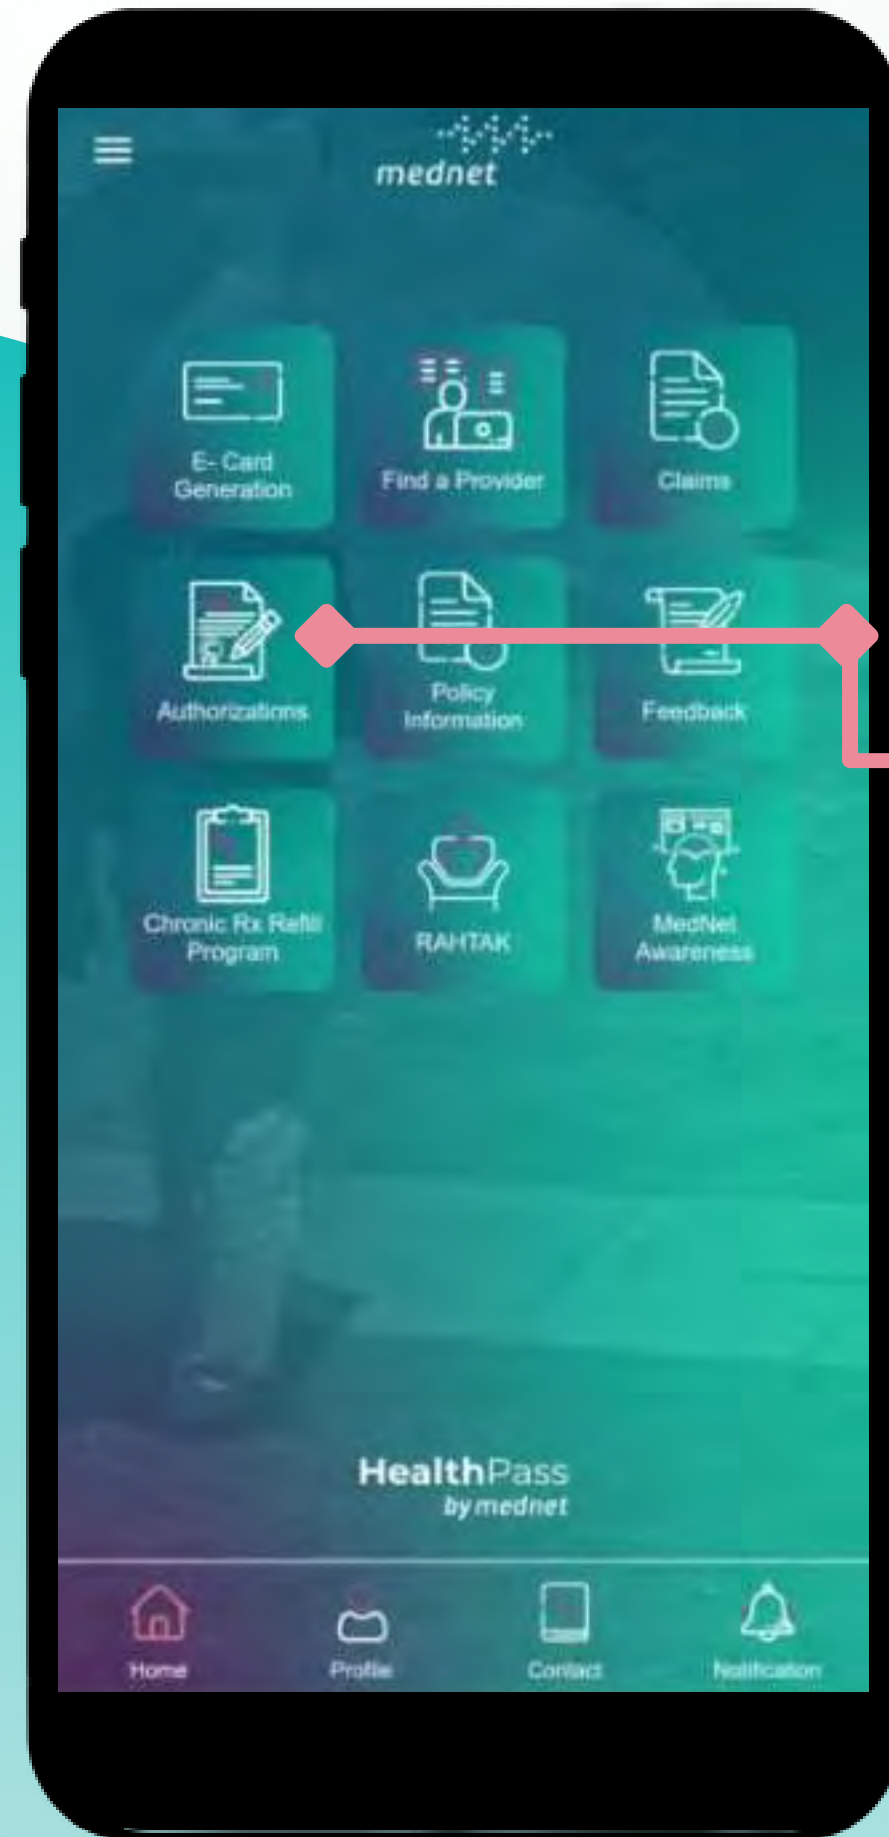 mednet
E- Card
Generation
Find a Provider
Claims
Authorizations
Policy
Information
Feedback
Chronic Rx Refill
Program
RAHTAK
MedNet
Awareness
HealthPass
by mednet
Home
Profile
Contact
Notification